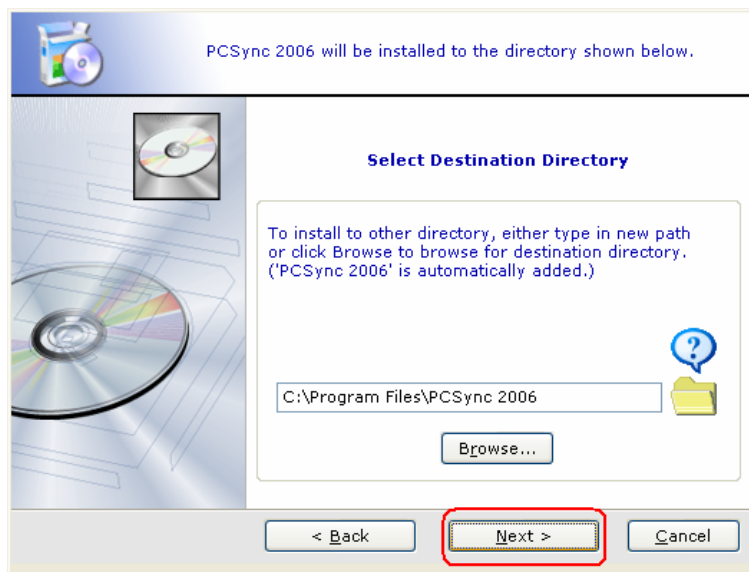 PCSync 2006 will be installed to the directory shown below.
Select Destination Directory
To install to other directory, either type in new path
or click Browse to browse for destination directory.
('PCSync 2006' is automatically added.)
?
C:\Program Files\PCSync 2006
Browse...
< Back
Next >
Cancel